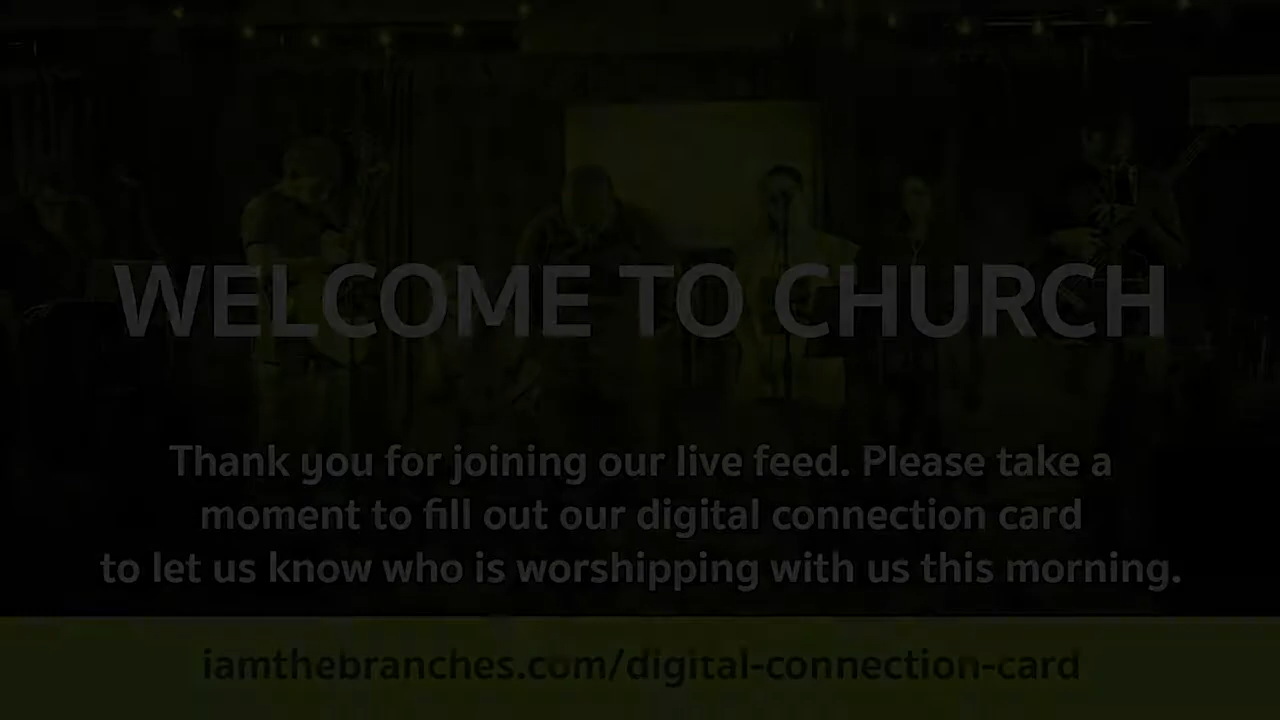 WELCOME TO CHURCH
Thank you for joining our live feed. Please take a
moment to fill out our digital connection card
to let us know who is worshipping with us this morning.
iamthebranches.com/digital-connection-card